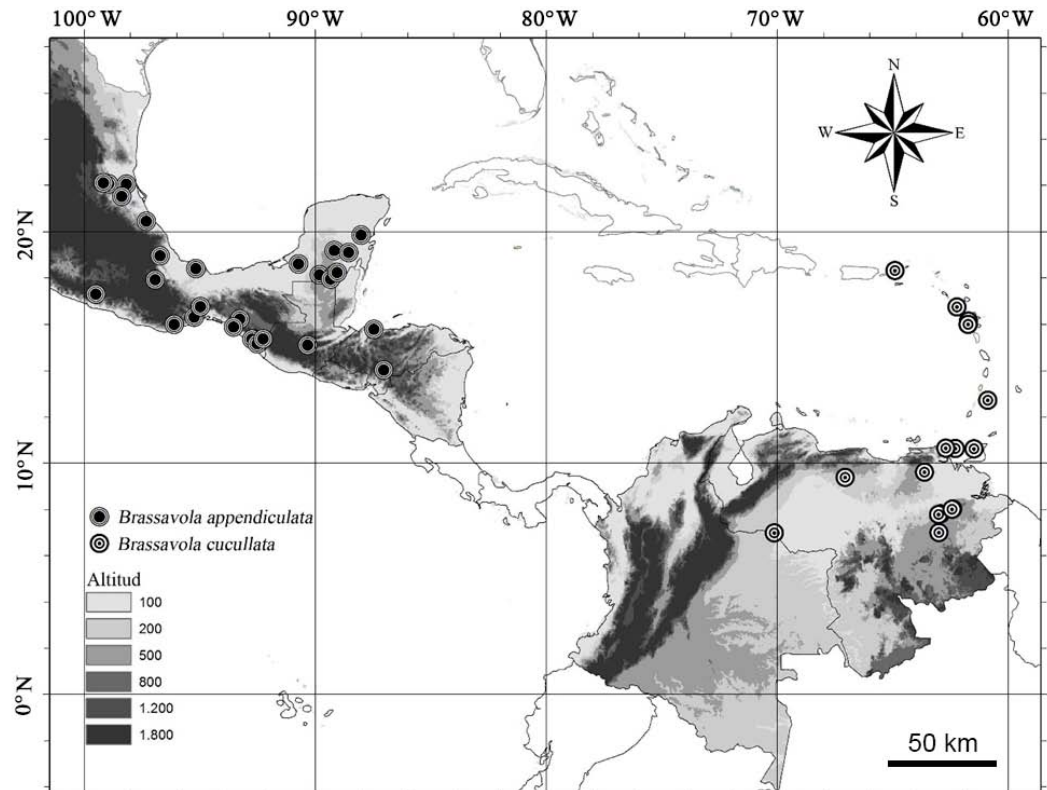 100°W 90°W 80°W 70°W 60°W
N
W E
S
20°N
10°N
0°N
Brassavola appendiculata
Brassavola cucullata
Altitud
100
200
500
800
1.200
1.800
50 km